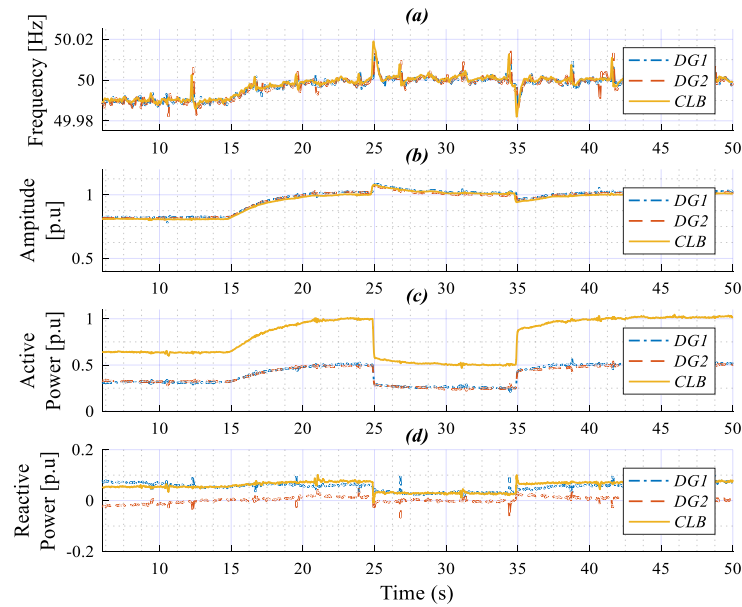 (a)
Frequency [Hz]
50.02
50
49.98
DG1
DG2
CLB
10 15 20 25 30 35 40 45 50
(b)
Amplitude
[p.u]
1
0.5
DG1
DG2
CLB
10 15 20 25 30 35 40 45 50
(c)
Active
Power [p.u]
1
0.5
0
DG1
DG2
CLB
10 15 20 25 30 35 40 45 50
(d)
Reactive
Power [p.u]
0.2
0
-0.2
DG1
DG2
CLB
10 15 20 25 30 35 40 45 50
Time (s)